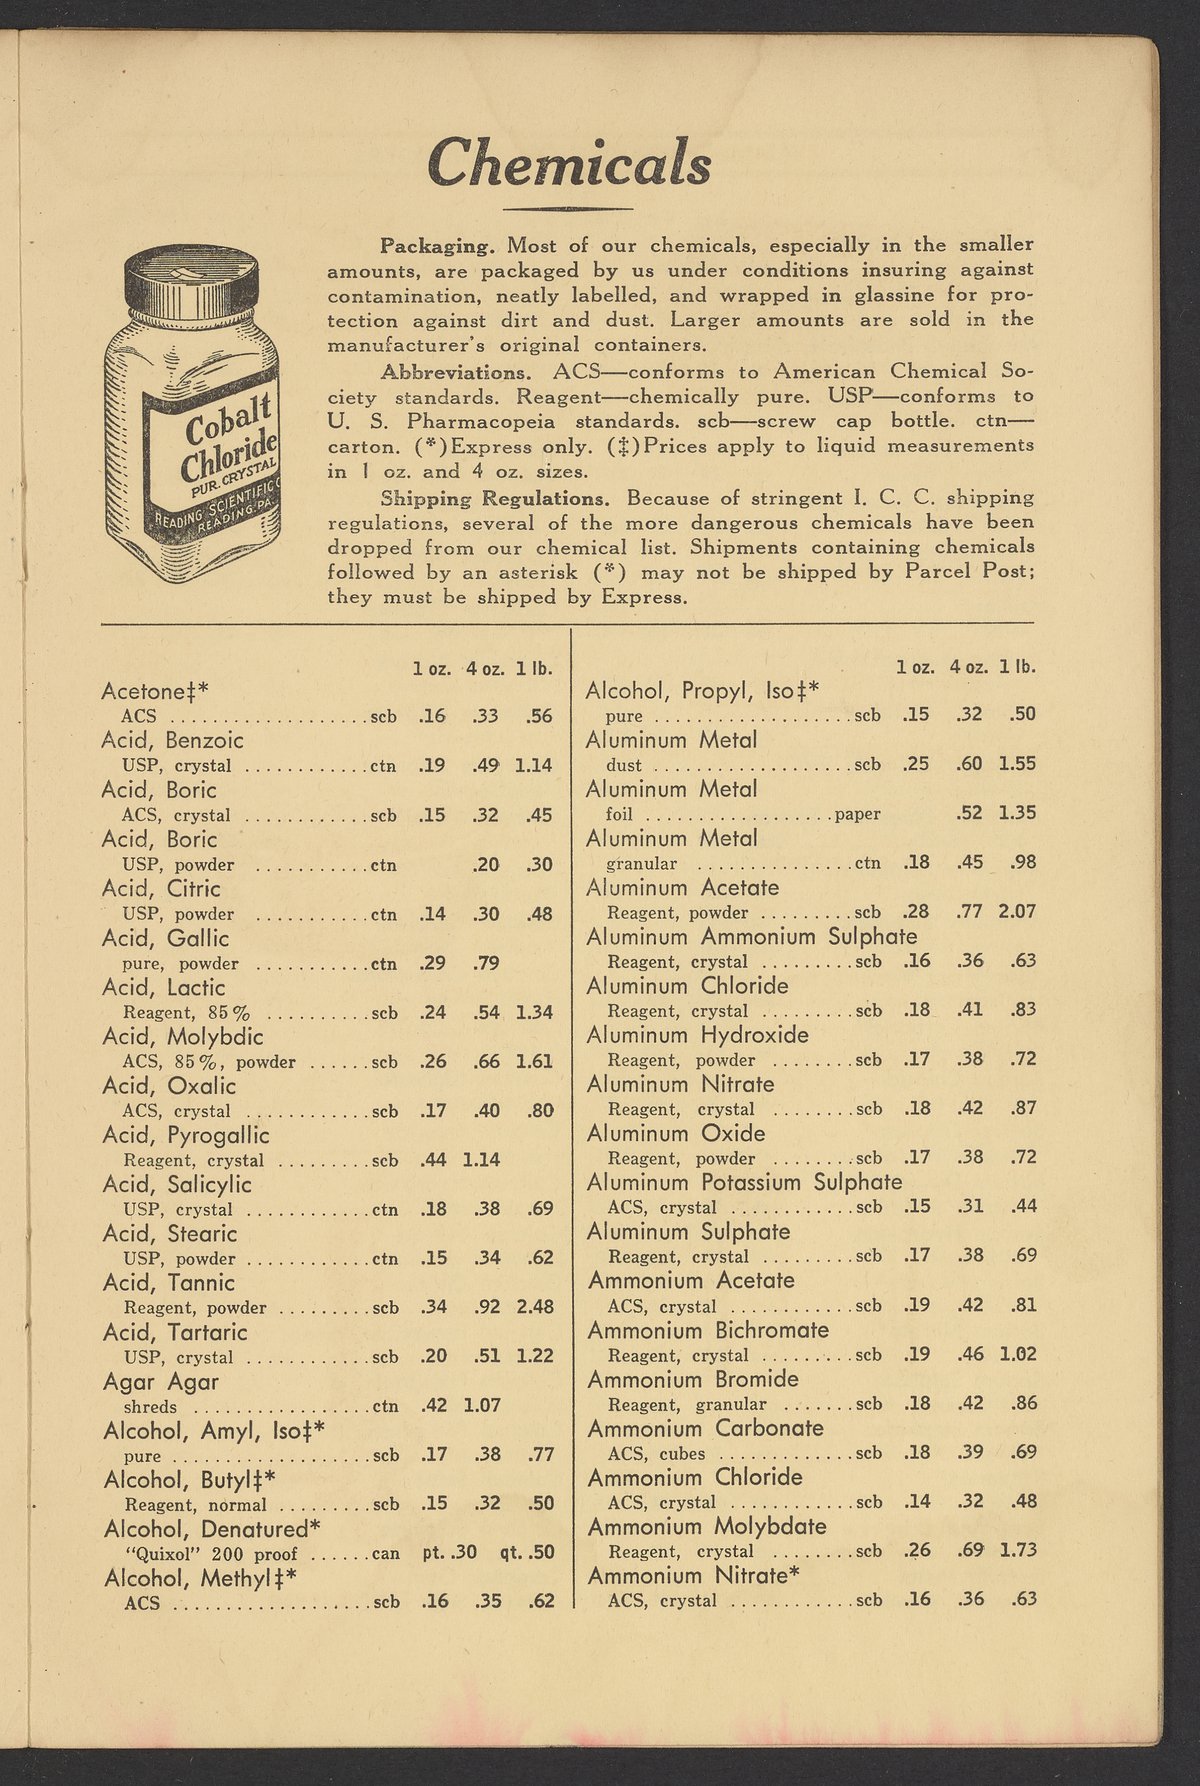 Chemicals
Cobalt
Chloride
PUR. CRYSTAL
READING SCIENTIFIC C
READING. PA.
Packaging. Most of our chemicals, especially in the smaller
amounts, are packaged by us under conditions insuring against
contamination, neatly labelled, and wrapped in glassine for pro-
tection against dirt and dust. Larger amounts are sold in the
manufacturer's original containers.
Abbreviations. ACS—conforms to American Chemical So-
ciety standards. Reagent—chemically pure. USP—conforms to
U. S. Pharmacopeia standards. scb—screw cap bottle. ctn—
carton. (*)Express only. (‡)Prices apply to liquid measurements
in 1 oz. and 4 oz. sizes.
Shipping Regulations. Because of stringent I. C. C. shipping
regulations, several of the more dangerous chemicals have been
dropped from our chemical list. Shipments containing chemicals
followed by an asterisk (*) may not be shipped by Parcel Post;
they must be shipped by Express.
1 oz. 4 oz. 1 lb.
Acetone‡*
ACS ................... scb .16 .33 .56
Acid, Benzoic
USP, crystal ............ ctn .19 .49 1.14
Acid, Boric
ACS, crystal ............ scb .15 .32 .45
Acid, Boric
USP, powder ........... ctn .20 .30
Acid, Citric
USP, powder ........... ctn .14 .30 .48
Acid, Gallic
pure, powder ........... ctn .29 .79
Acid, Lactic
Reagent, 85% .......... scb .24 .54 1.34
Acid, Molybdic
ACS, 85%, powder ...... scb .26 .66 1.61
Acid, Oxalic
ACS, crystal ............ scb .17 .40 .80
Acid, Pyrogallic
Reagent, crystal ......... scb .44 1.14
Acid, Salicylic
USP, crystal ............ ctn .18 .38 .69
Acid, Stearic
USP, powder ............ ctn .15 .34 .62
Acid, Tannic
Reagent, powder ......... scb .34 .92 2.48
Acid, Tartaric
USP, crystal ............ scb .20 .51 1.22
Agar Agar
shreds ................. ctn .42 1.07
Alcohol, Amyl, Iso‡*
pure ................... scb .17 .38 .77
Alcohol, Butyl‡*
Reagent, normal ......... scb .15 .32 .50
Alcohol, Denatured*
"Quixol" 200 proof ...... can pt. .30 qt. .50
Alcohol, Methyl‡*
ACS ................... scb .16 .35 .62
1 oz. 4 oz. 1 lb.
Alcohol, Propyl, Iso‡*
pure ................... scb .15 .32 .50
Aluminum Metal
dust ................... scb .25 .60 1.55
Aluminum Metal
foil .................. paper .52 1.35
Aluminum Metal
granular ............... ctn .18 .45 .98
Aluminum Acetate
Reagent, powder ......... scb .28 .77 2.07
Aluminum Ammonium Sulphate
Reagent, crystal ......... scb .16 .36 .63
Aluminum Chloride
Reagent, crystal ......... scb .18 .41 .83
Aluminum Hydroxide
Reagent, powder ........ scb .17 .38 .72
Aluminum Nitrate
Reagent, crystal ........ scb .18 .42 .87
Aluminum Oxide
Reagent, powder ........ scb .17 .38 .72
Aluminum Potassium Sulphate
ACS, crystal ............ scb .15 .31 .44
Aluminum Sulphate
Reagent, crystal ......... scb .17 .38 .69
Ammonium Acetate
ACS, crystal ............ scb .19 .42 .81
Ammonium Bichromate
Reagent, crystal ......... scb .19 .46 1.02
Ammonium Bromide
Reagent, granular ....... scb .18 .42 .86
Ammonium Carbonate
ACS, cubes ............. scb .18 .39 .69
Ammonium Chloride
ACS, crystal ............ scb .14 .32 .48
Ammonium Molybdate
Reagent, crystal ........ scb .26 .69 1.73
Ammonium Nitrate*
ACS, crystal ............ scb .16 .36 .63